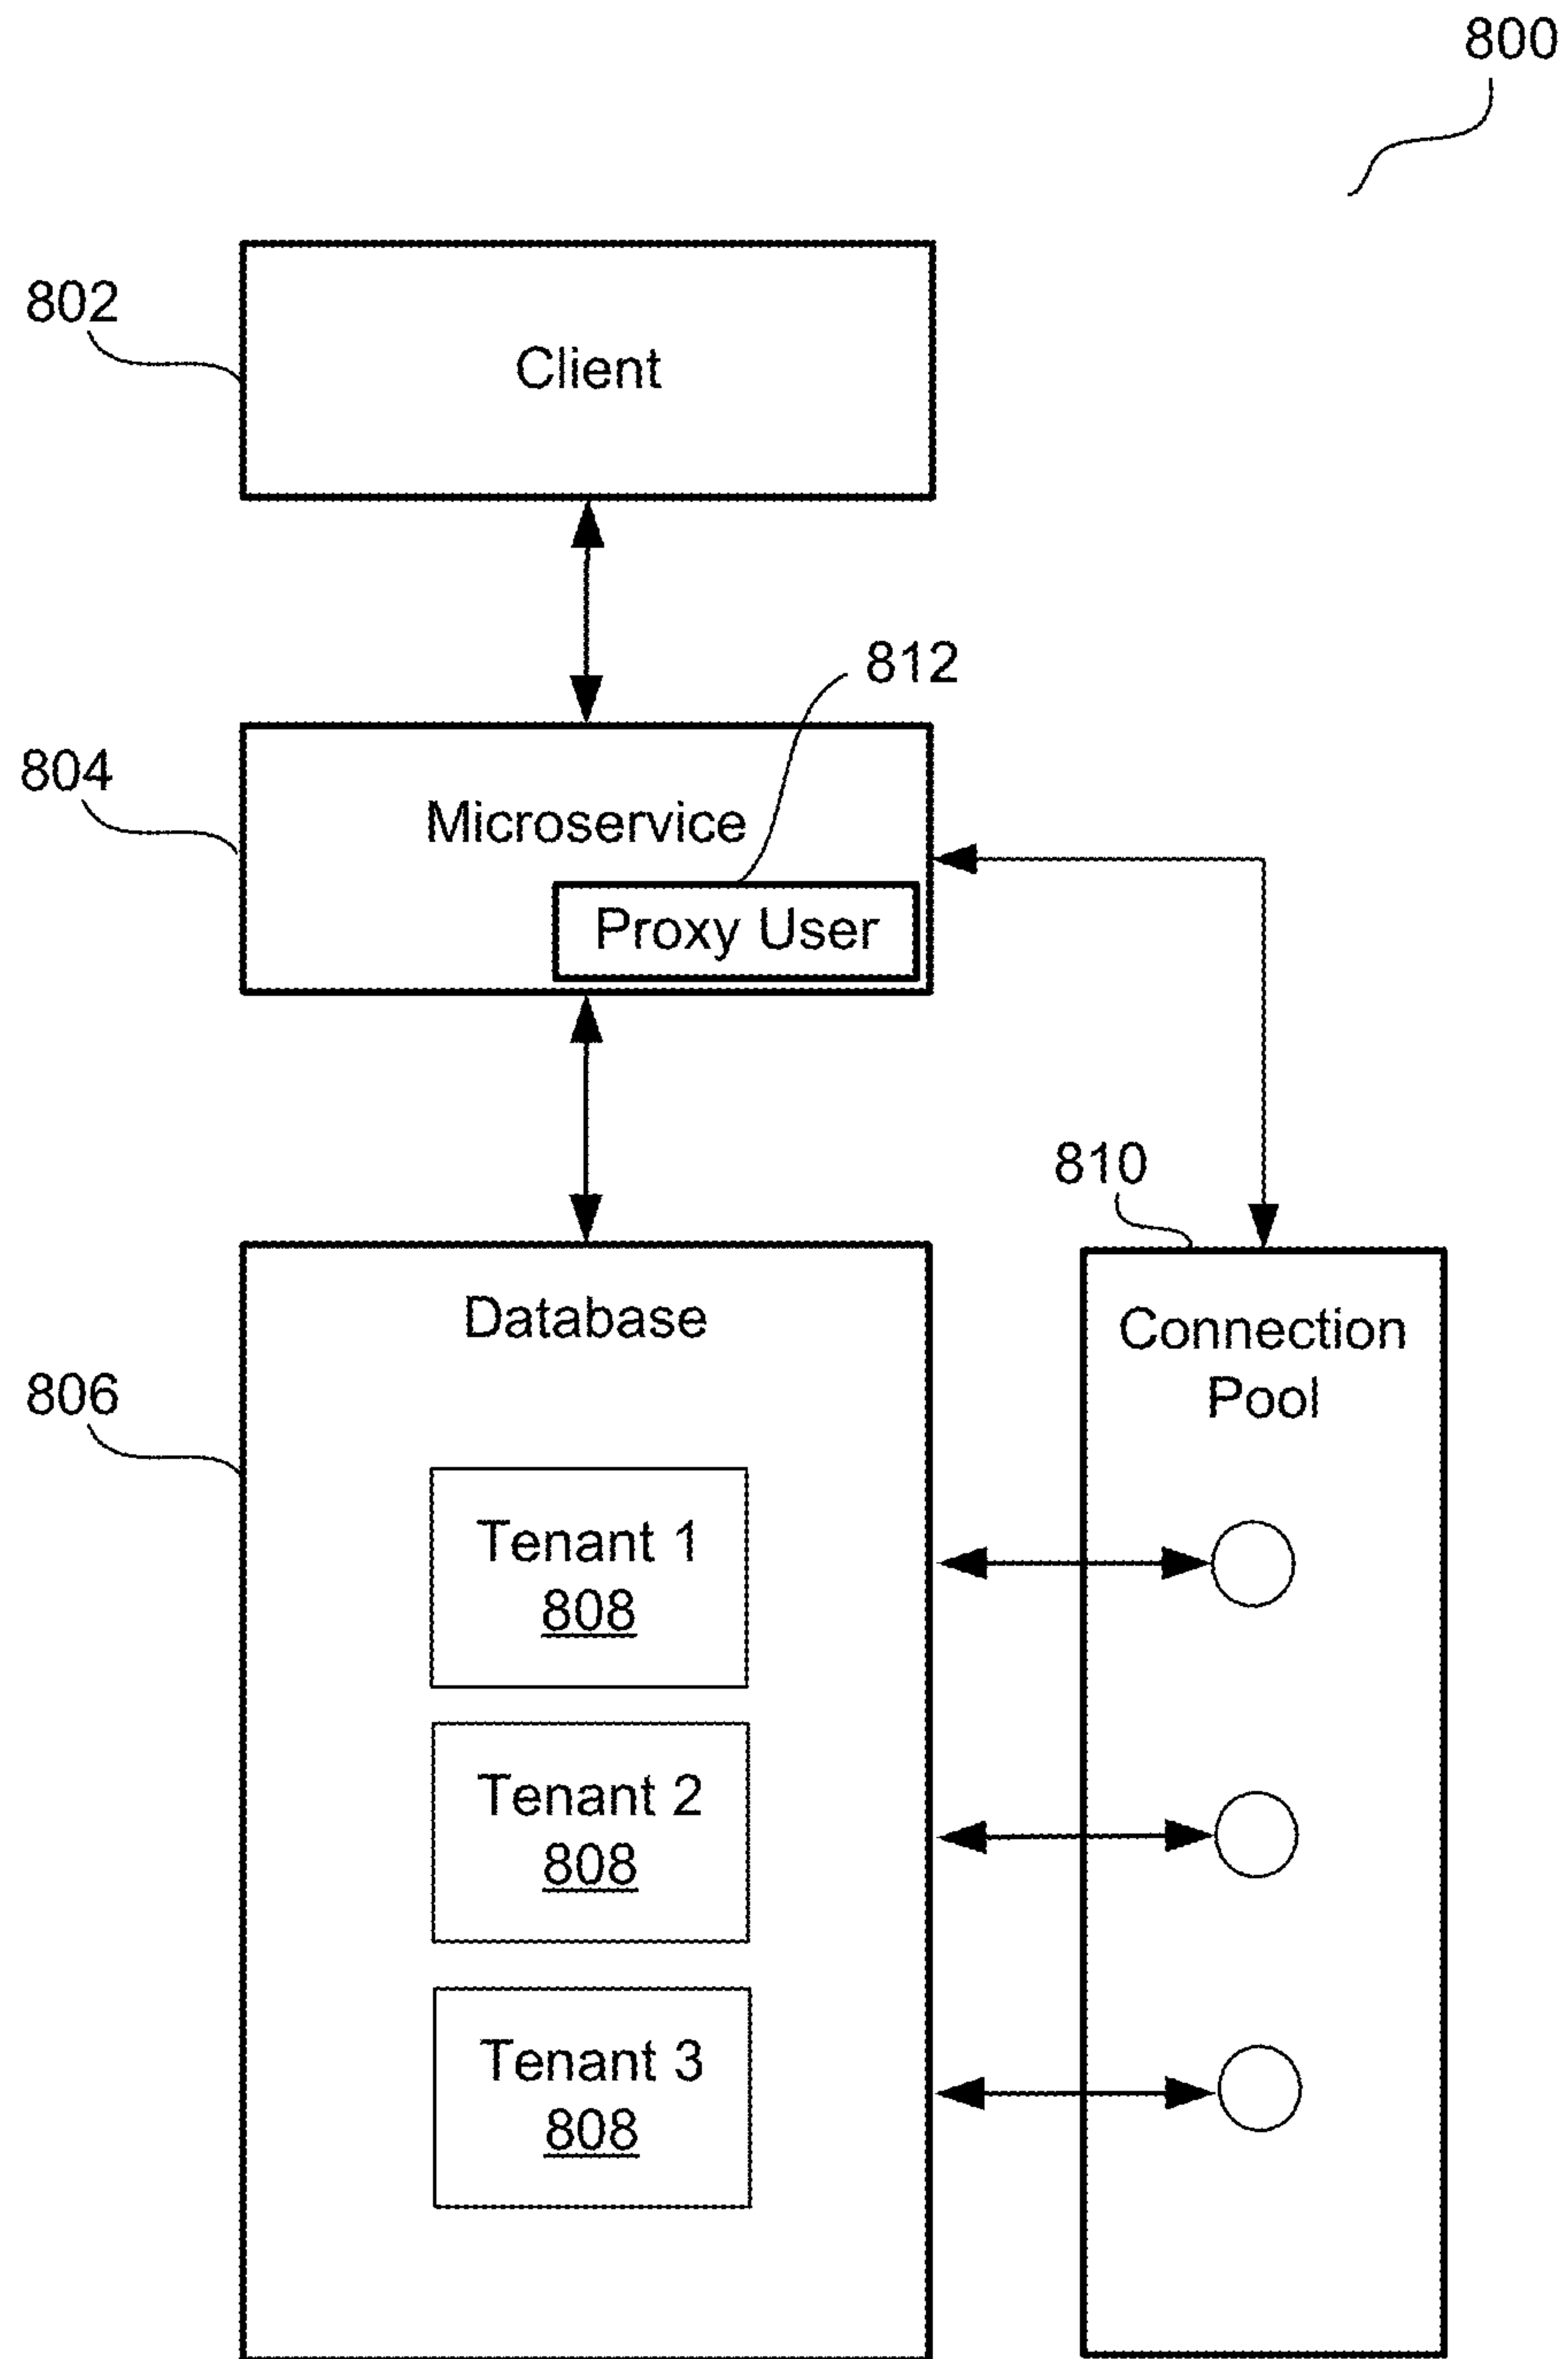 800
802
Client
812
804
Microservice
Proxy User
810
Database
Connection
Pool
806
Tenant 1
808
Tenant 2
808
Tenant 3
808